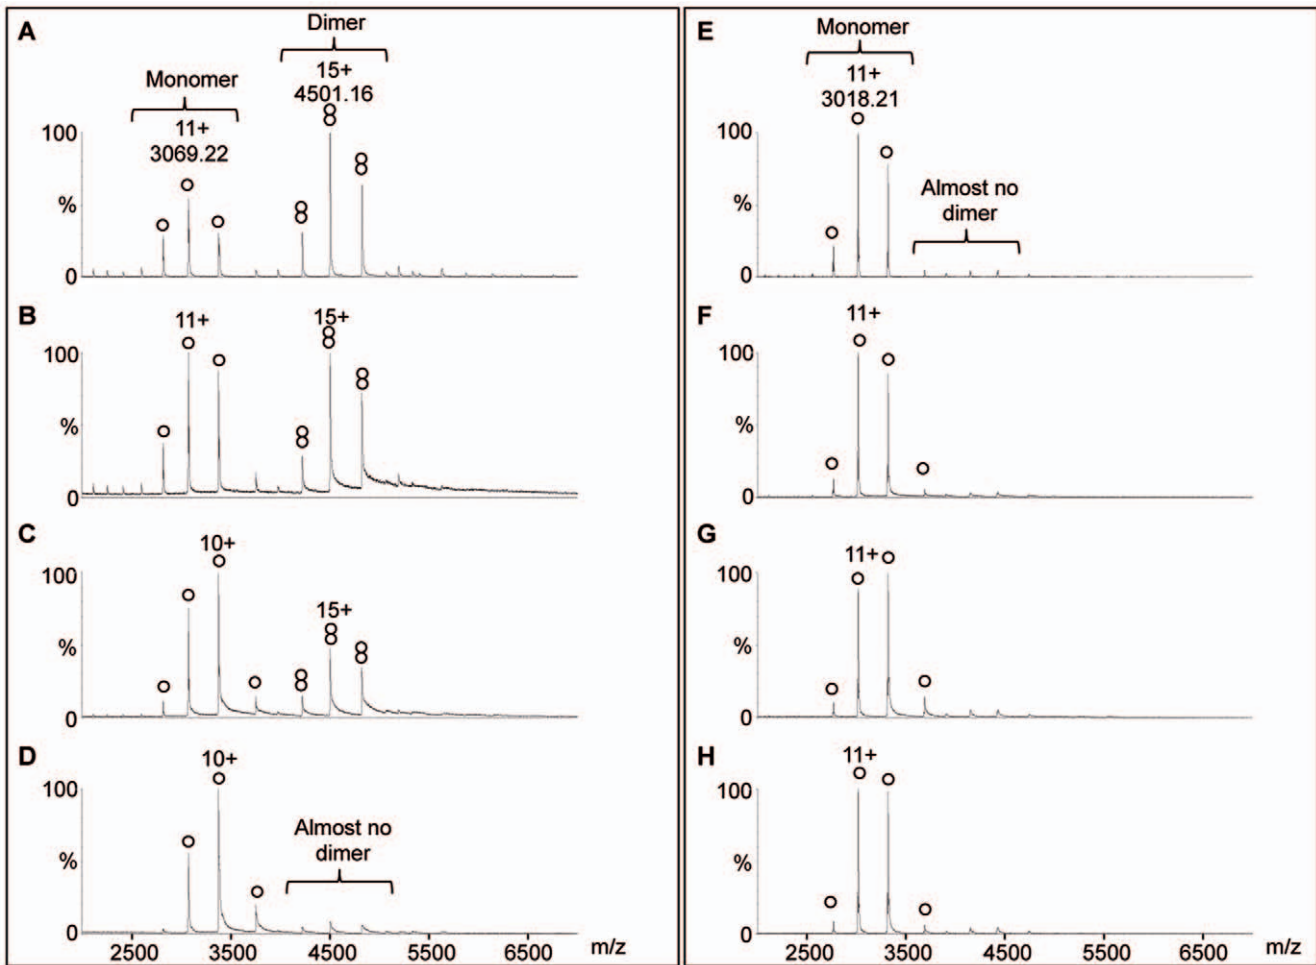 A
Dimer
15+
4501.16
Monomer
11+
3069.22
100
%
0
B
11+
15+
100
%
0
C
10+
15+
100
%
0
D
10+
100
Almost no
dimer
%
0
2500
3500
4500
5500
6500
m/z
E
Monomer
11+
3018.21
100
Almost no
dimer
%
0
F
11+
100
%
0
G
11+
100
%
0
H
11+
100
%
0
2500
3500
4500
5500
6500
m/z